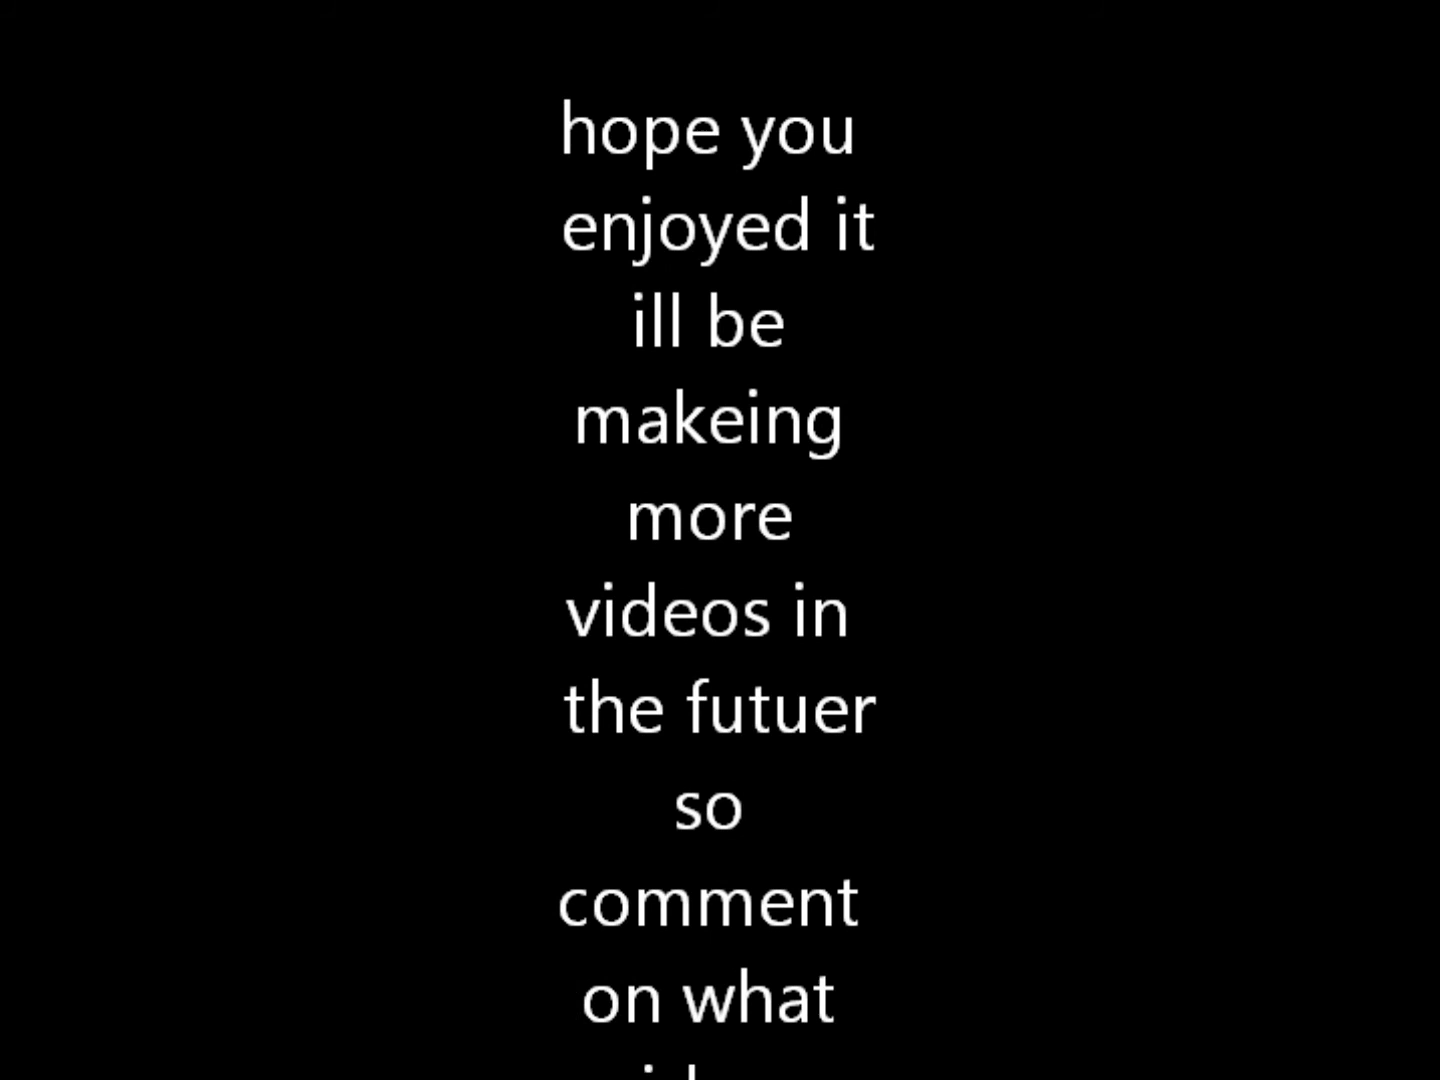 hope you
enjoyed it
ill be
makeing
more
videos in
the futuer
so
comment
on what